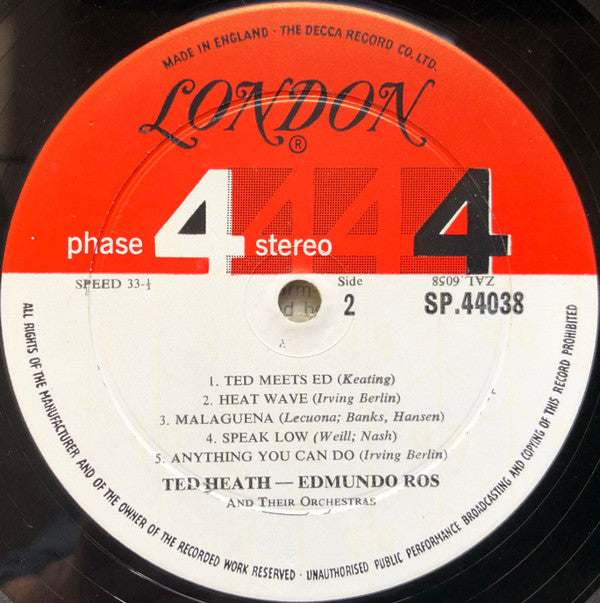 MADE IN ENGLAND · THE DECCA RECORD CO. LTD.
LONDON
®
phase 4 stereo 4 4 4
SPEED 33-⅓
Side
2
ZAL.6058
SP.44038
1. TED MEETS ED (Keating)
2. HEAT WAVE (Irving Berlin)
3. MALAGUENA (Lecuona; Banks, Hansen)
4. SPEAK LOW (Weill; Nash)
5. ANYTHING YOU CAN DO (Irving Berlin)
TED HEATH — EDMUNDO ROS
AND THEIR ORCHESTRAS
ALL RIGHTS OF THE MANUFACTURER AND OF THE OWNER OF THE RECORDED WORK RESERVED · UNAUTHORISED PUBLIC PERFORMANCE BROADCASTING AND COPYING OF THIS RECORD PROHIBITED